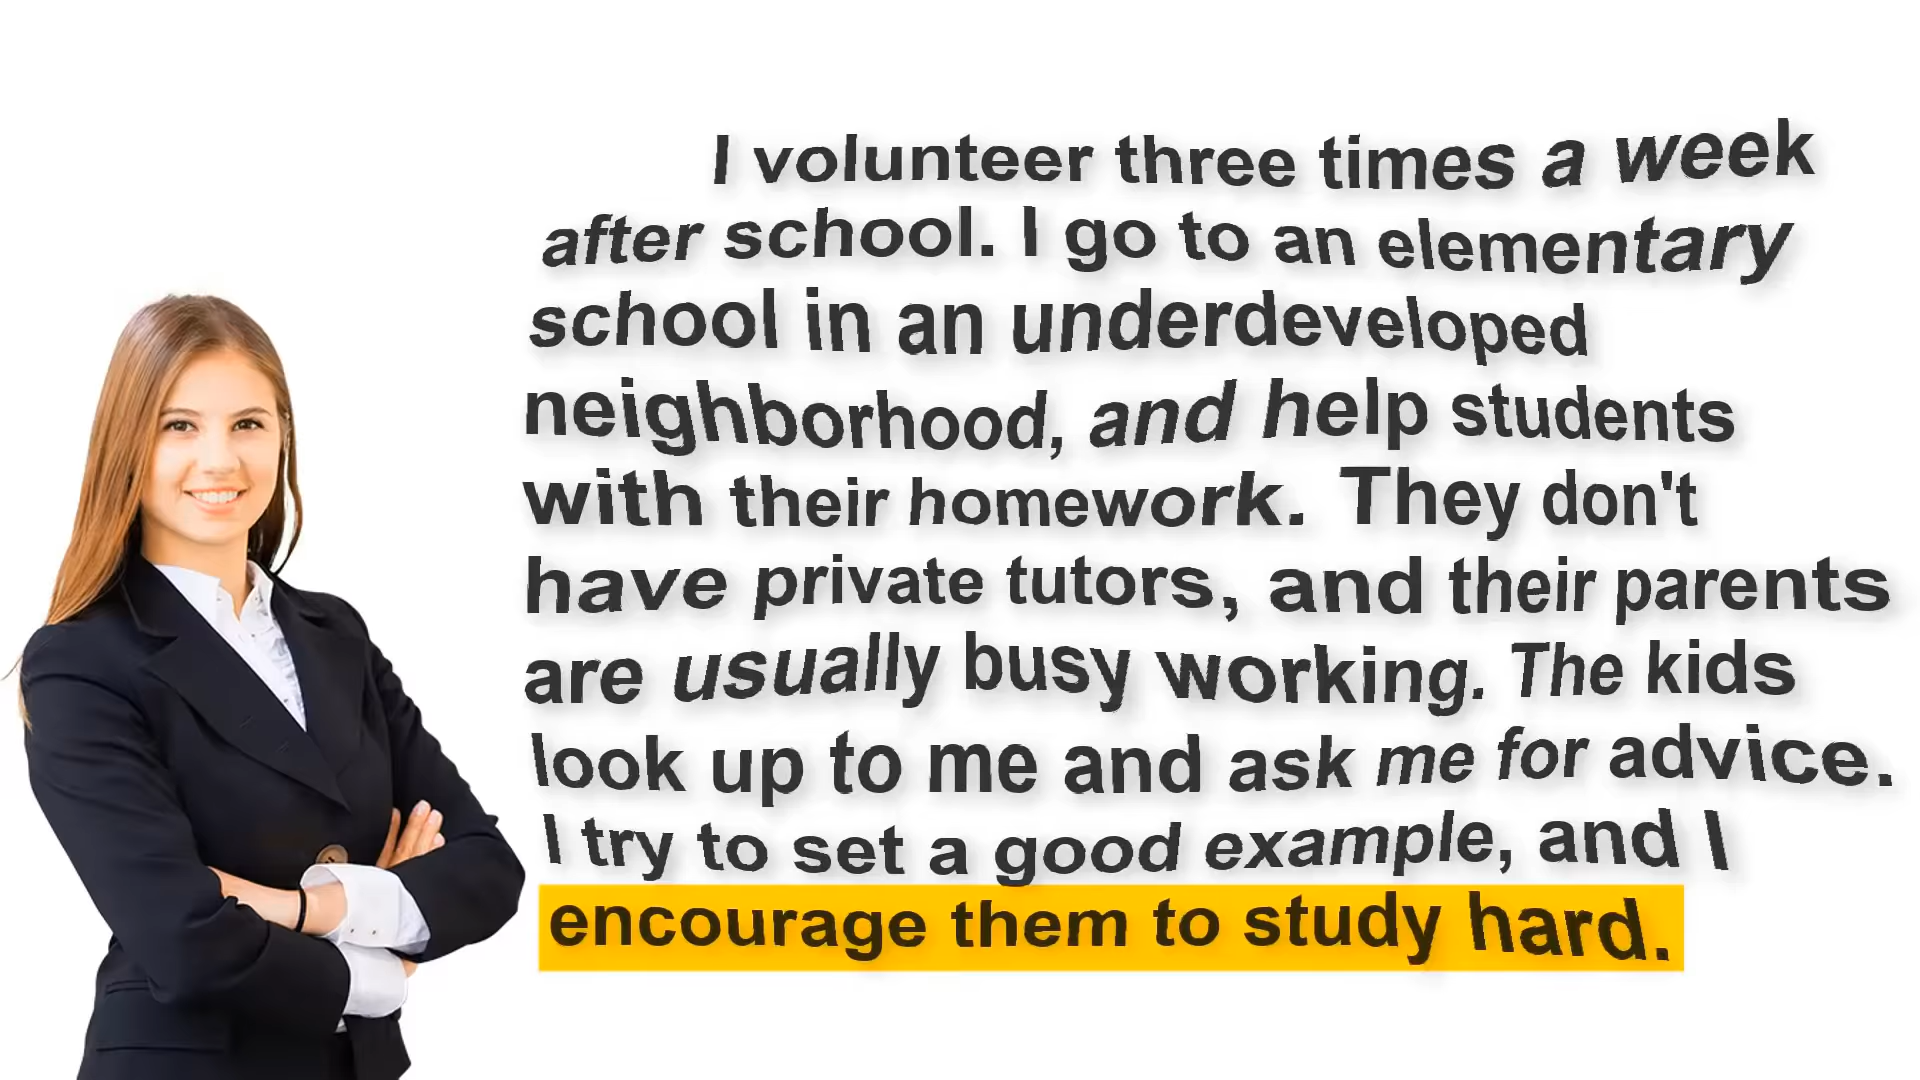 I volunteer three times a week
after school. I go to an elementary
school in an underdeveloped
neighborhood, and help students
with their homework. They don't
have private tutors, and their parents
are usually busy working. The kids
look up to me and ask me for advice.
I try to set a good example, and I
encourage them to study hard.